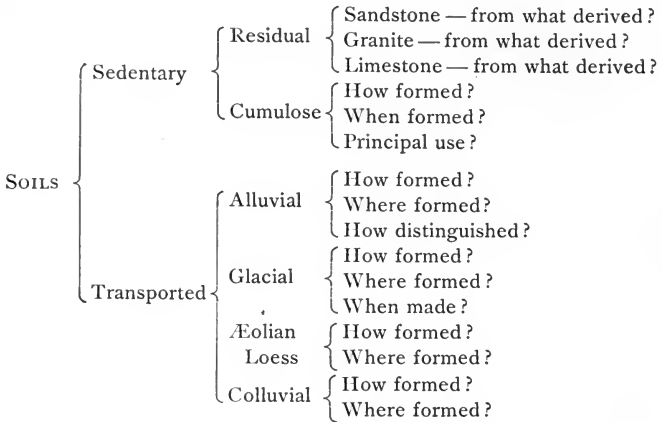 Sandstone — from what derived?
Residual
Granite — from what derived?
Limestone — from what derived?
Sedentary
How formed?
Cumulose
When formed?
Principal use?
SOILS
How formed?
Alluvial
Where formed?
How distinguished?
How formed?
Glacial
Where formed?
Transported
When made?
Æolian
How formed?
Loess
Where formed?
How formed?
Colluvial
Where formed?